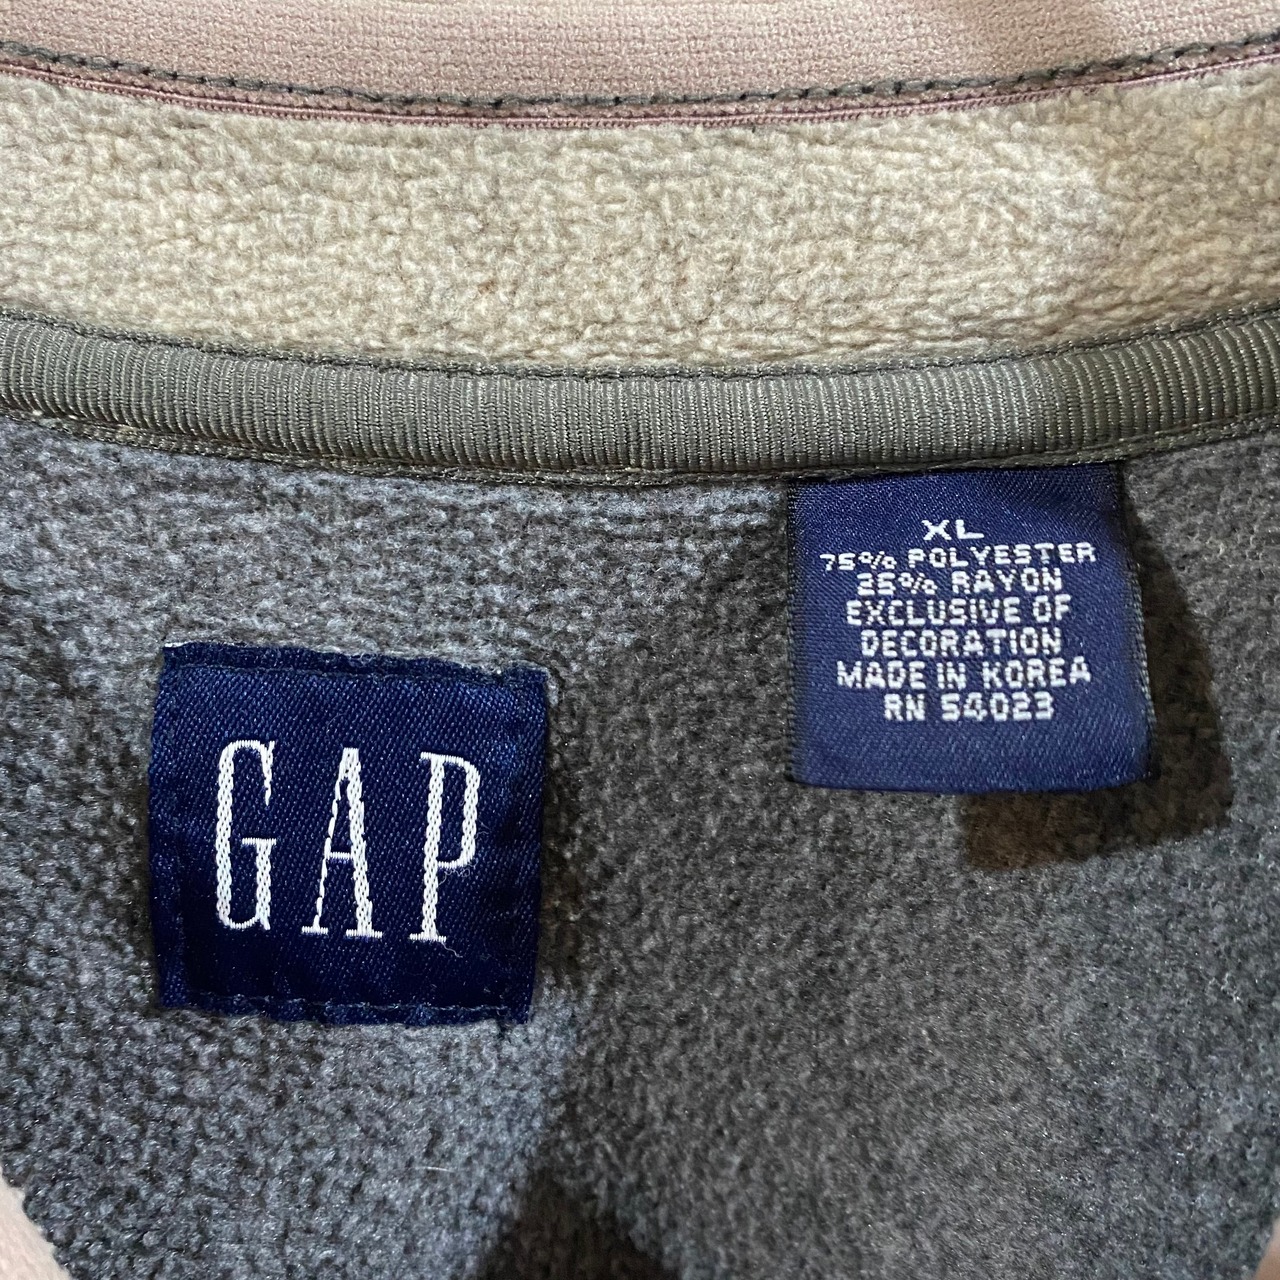 GAP
XL
75% POLYESTER
25% RAYON
EXCLUSIVE OF
DECORATION
MADE IN KOREA
RN 54023